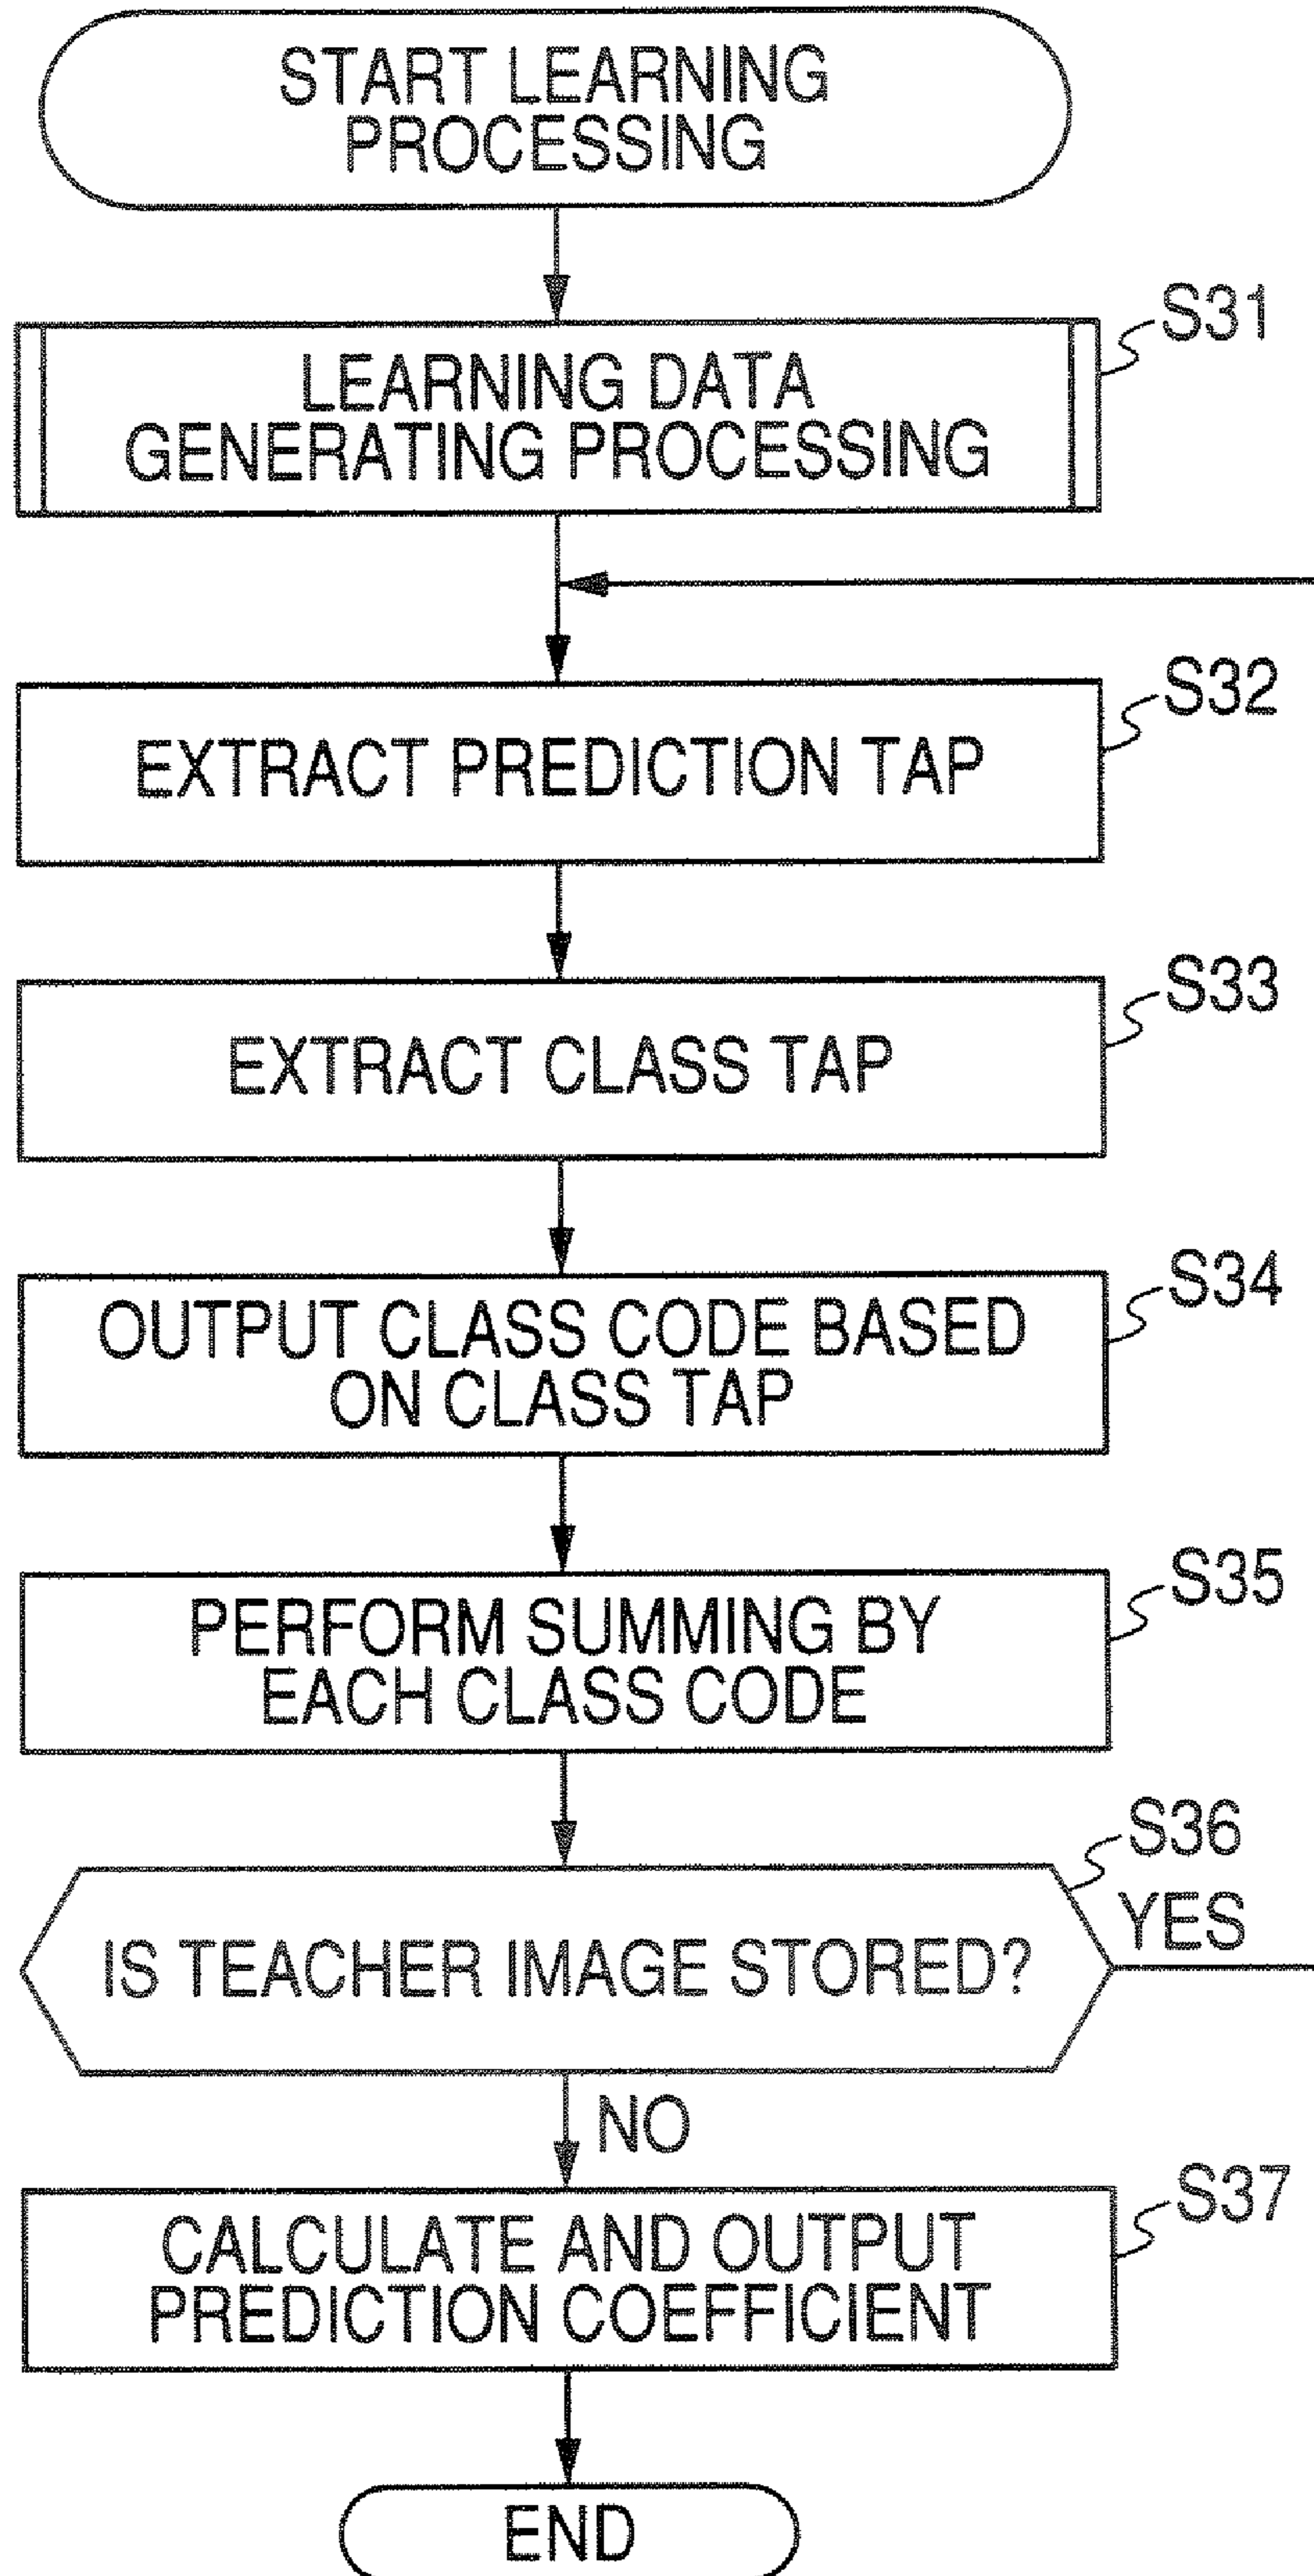 START LEARNING
PROCESSING
S31
LEARNING DATA
GENERATING PROCESSING
S32
EXTRACT PREDICTION TAP
S33
EXTRACT CLASS TAP
S34
OUTPUT CLASS CODE BASED
ON CLASS TAP
S35
PERFORM SUMMING BY
EACH CLASS CODE
S36
YES
IS TEACHER IMAGE STORED?
NO
S37
CALCULATE AND OUTPUT
PREDICTION COEFFICIENT
END